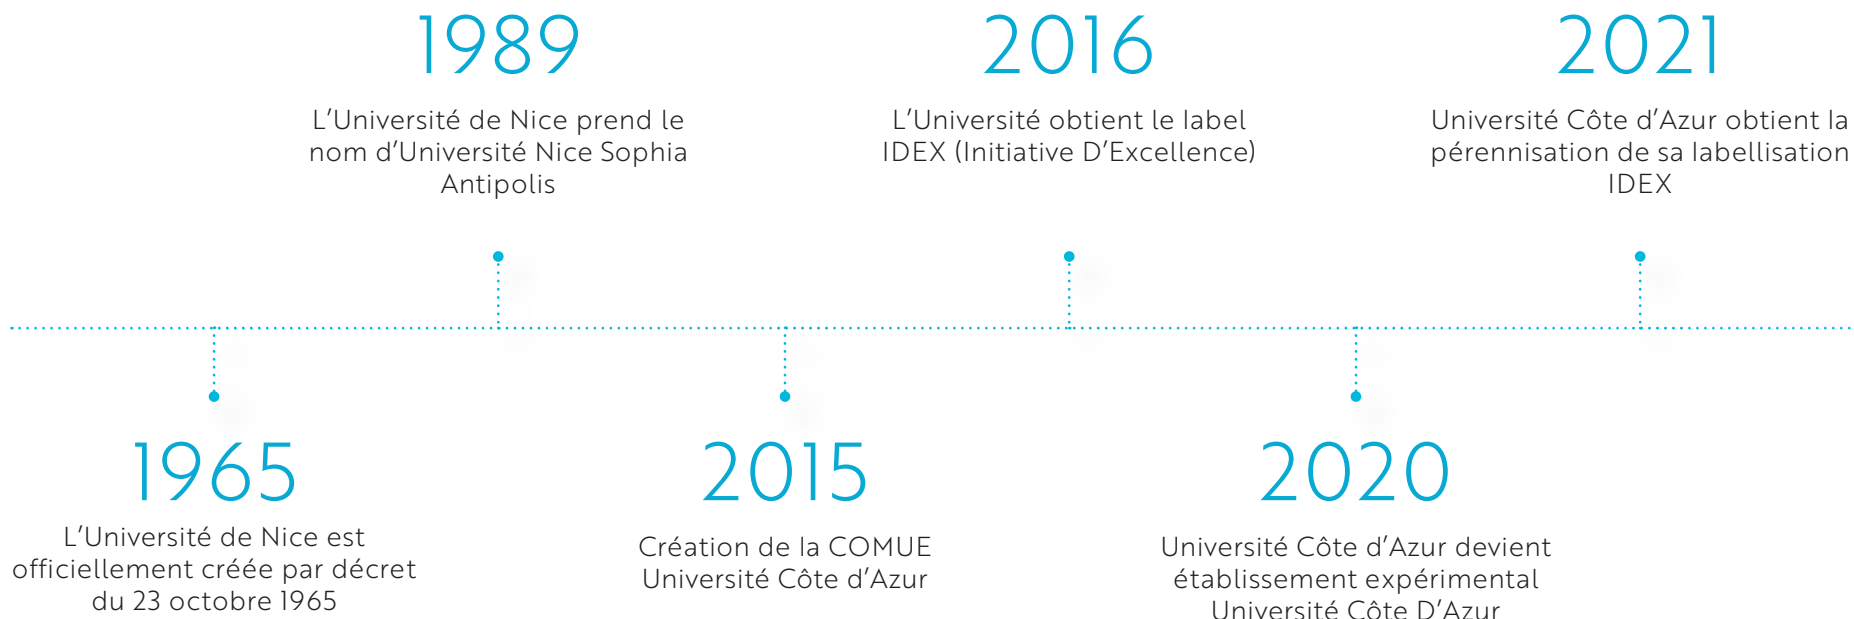 1989
L'Université de Nice prend le
nom d'Université Nice Sophia
Antipolis
2016
L'Université obtient le label
IDEX (Initiative D'Excellence)
2021
Université Côte d'Azur obtient la
pérennisation de sa labellisation
IDEX
1965
L'Université de Nice est
officiellement créée par décret
du 23 octobre 1965
2015
Création de la COMUE
Université Côte d'Azur
2020
Université Côte d'Azur devient
établissement expérimental
Université Côte D'Azur